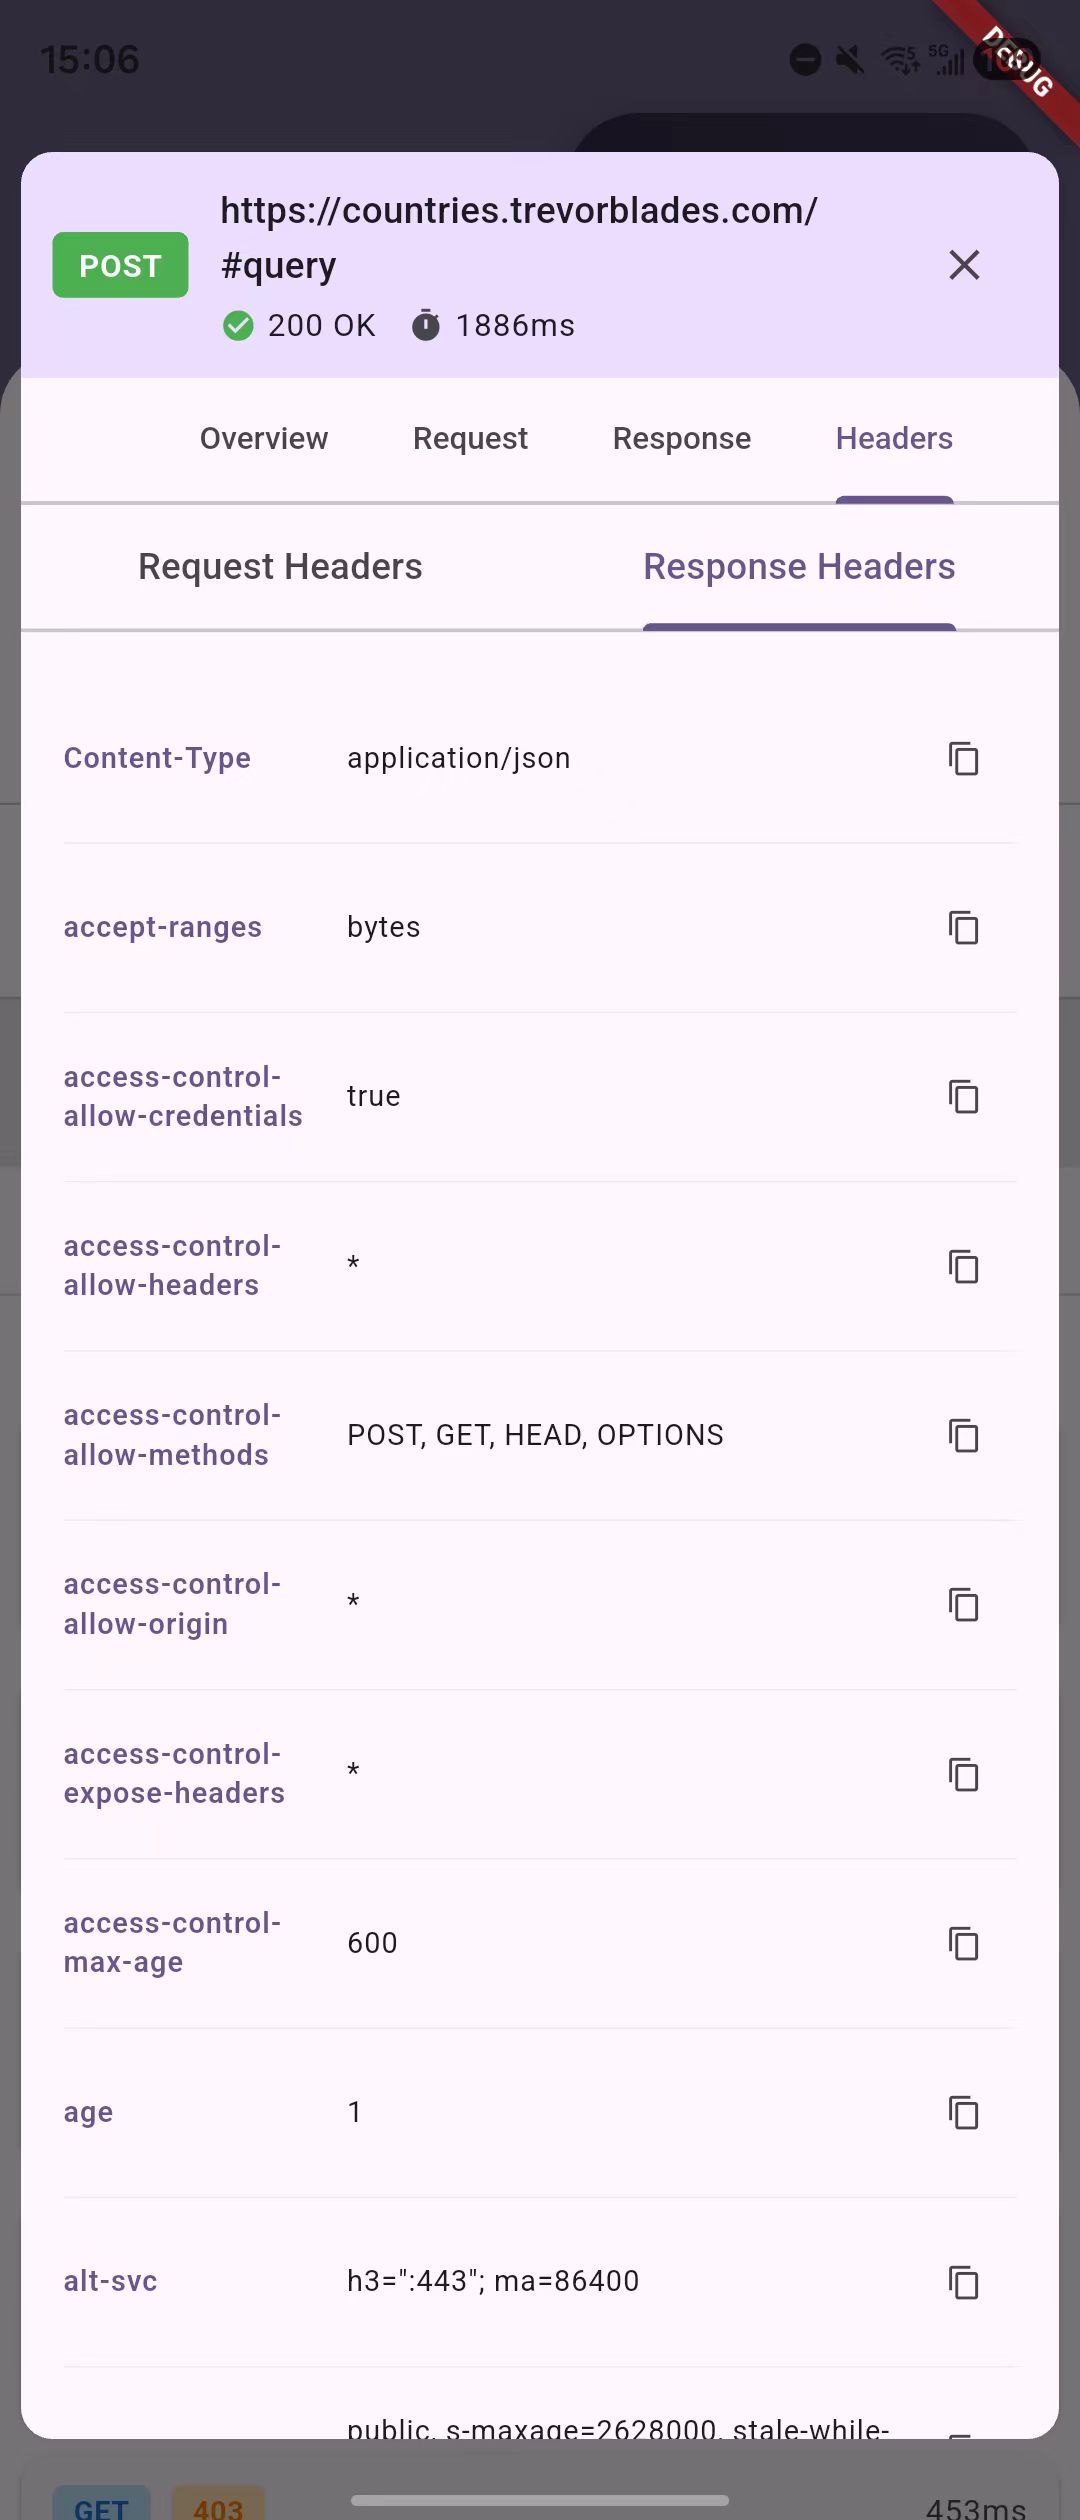 15:06
5G
DEBUG
https://countries.trevorblades.com/
#query
POST
200 OK
1886ms
Overview
Request
Response
Headers
Request Headers
Response Headers
Content-Type
application/json
accept-ranges
bytes
access-control-
allow-credentials
true
access-control-
allow-headers
*
access-control-
allow-methods
POST, GET, HEAD, OPTIONS
access-control-
allow-origin
*
access-control-
expose-headers
*
access-control-
max-age
600
age
1
alt-svc
h3=":443"; ma=86400
public, s-maxage=2628000, stale-while-
GET
403
453ms